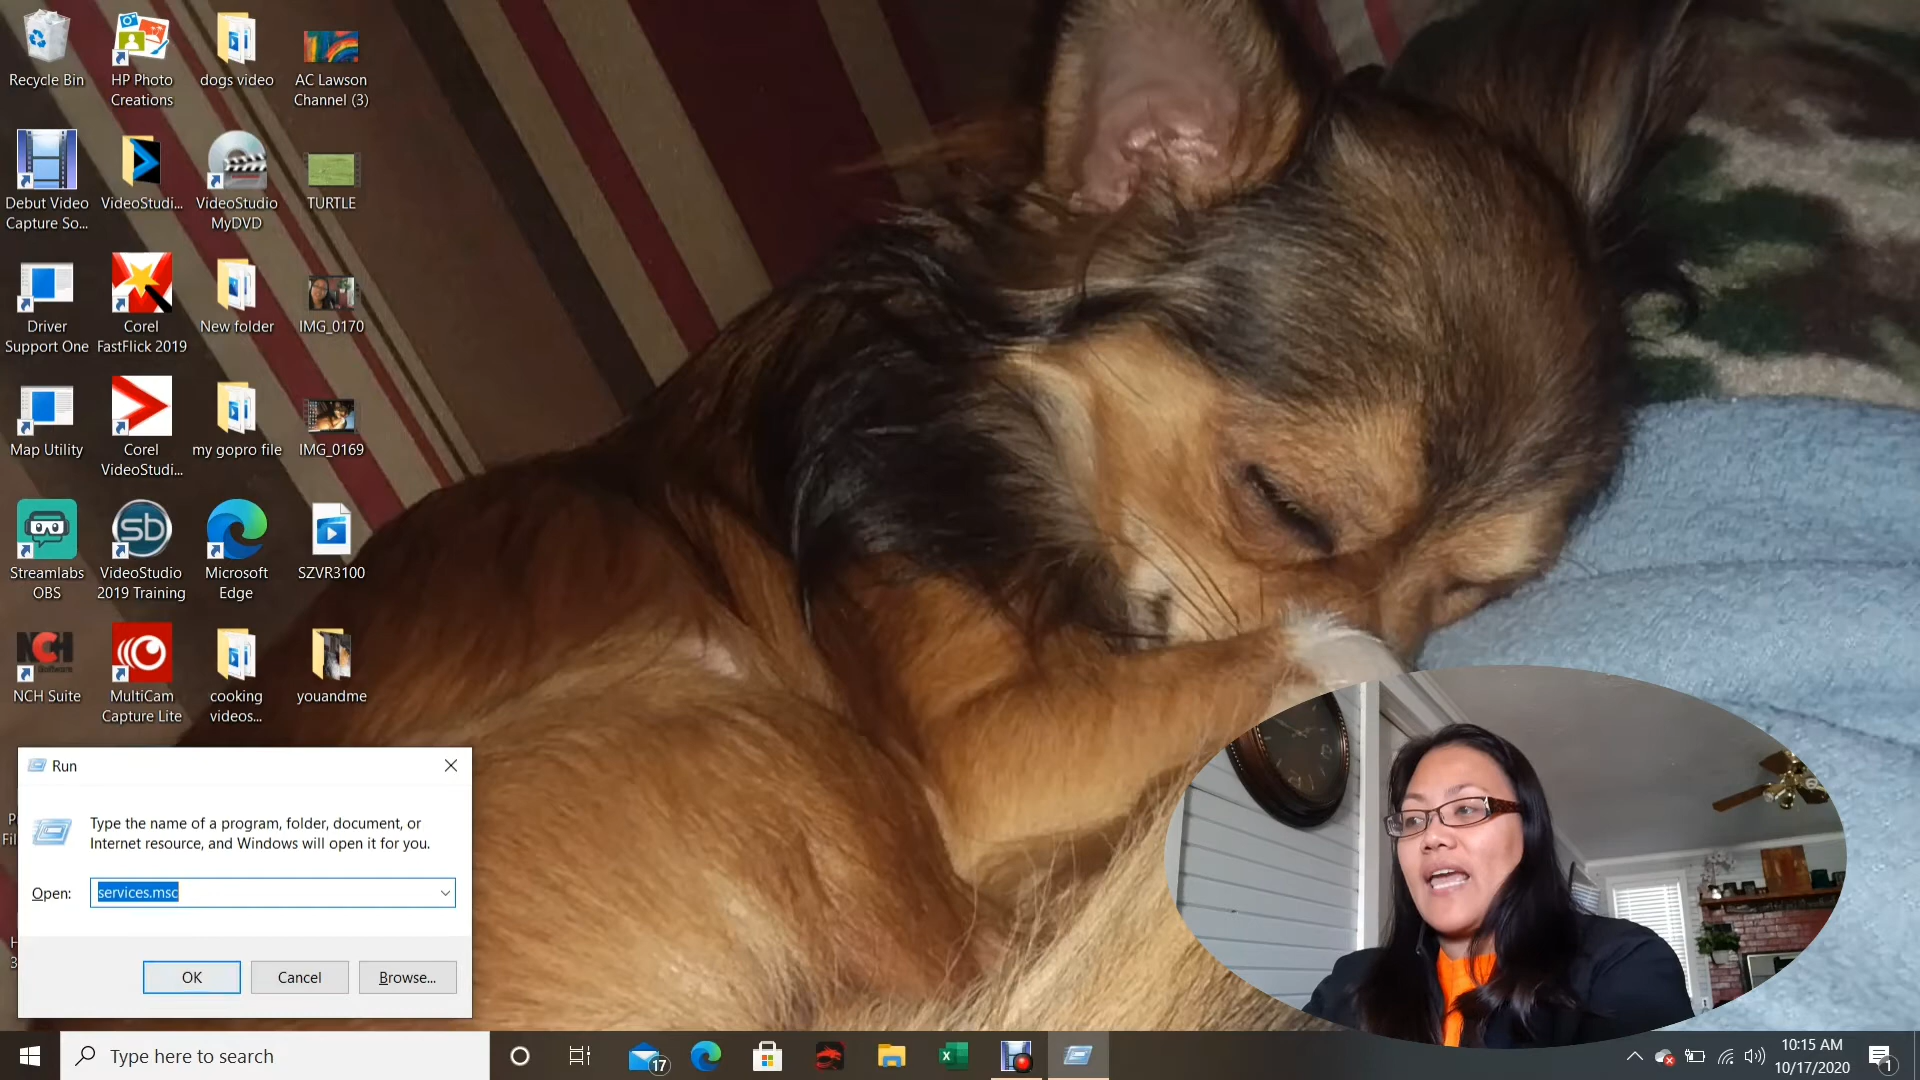 Recycle Bin
HP Photo
Creations
dogs video
AC Lawson
Channel (3)
Debut Video
Capture So...
VideoStudi...
VideoStudio
MyDVD
TURTLE
Driver
Support One
Corel
FastFlick 2019
New folder
IMG_0170
Map Utility
Corel
VideoStudi...
my gopro file
IMG_0169
Streamlabs
OBS
sb
VideoStudio
2019 Training
Microsoft
Edge
SZVR3100
NCH
NCH Suite
MultiCam
Capture Lite
cooking
videos...
youandme
Run
Type the name of a program, folder, document, or
Internet resource, and Windows will open it for you.
Open:
services.msc
OK
Cancel
Browse...
Type here to search
17
10:15 AM
10/17/2020
1